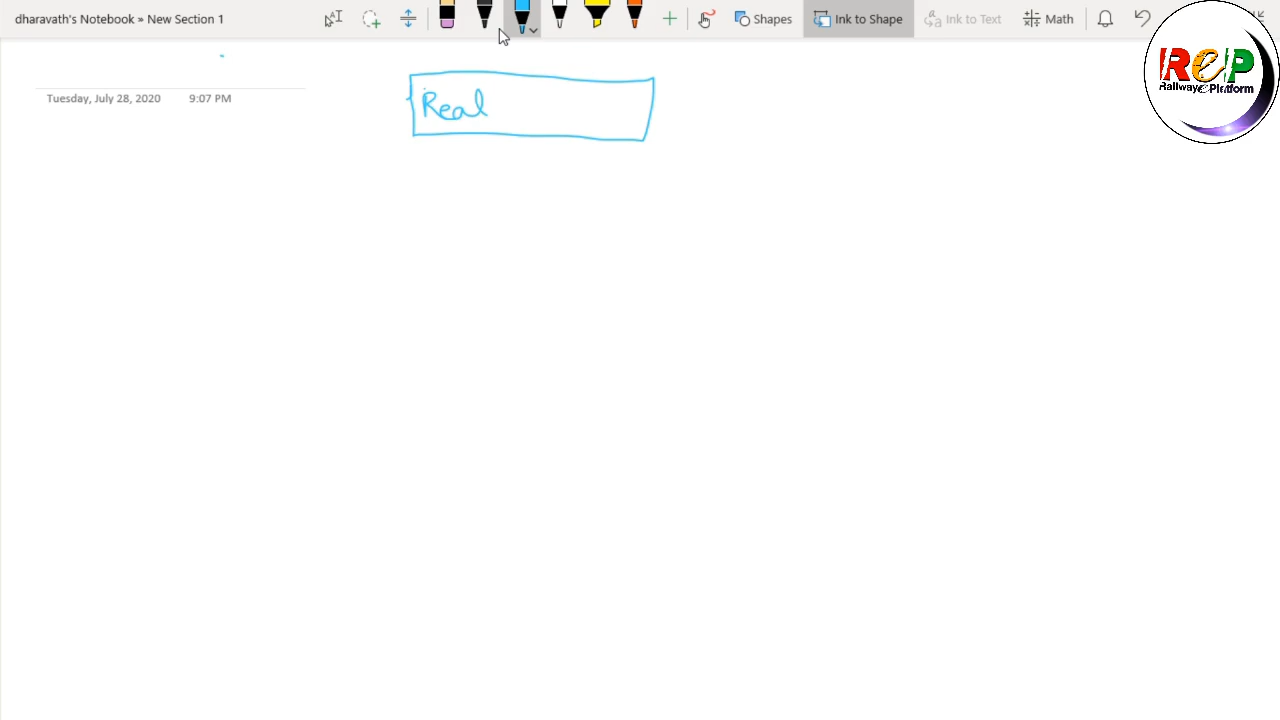 dharavath's Notebook » New Section 1
Shapes
Ink to Shape
Ink to Text
Math
Tuesday, July 28, 2020 9:07 PM
Real
ReP
Railway e Platform